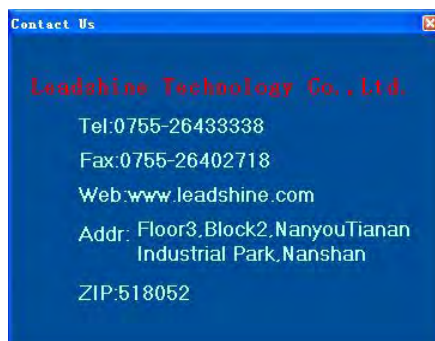 Contact Us
Leadshine Technology Co.,Ltd.
Tel:0755-26433338
Fax:0755-26402718
Web:www.leadshine.com
Addr: Floor3,Block2,NanyouTianan
Industrial Park,Nanshan
ZIP:518052